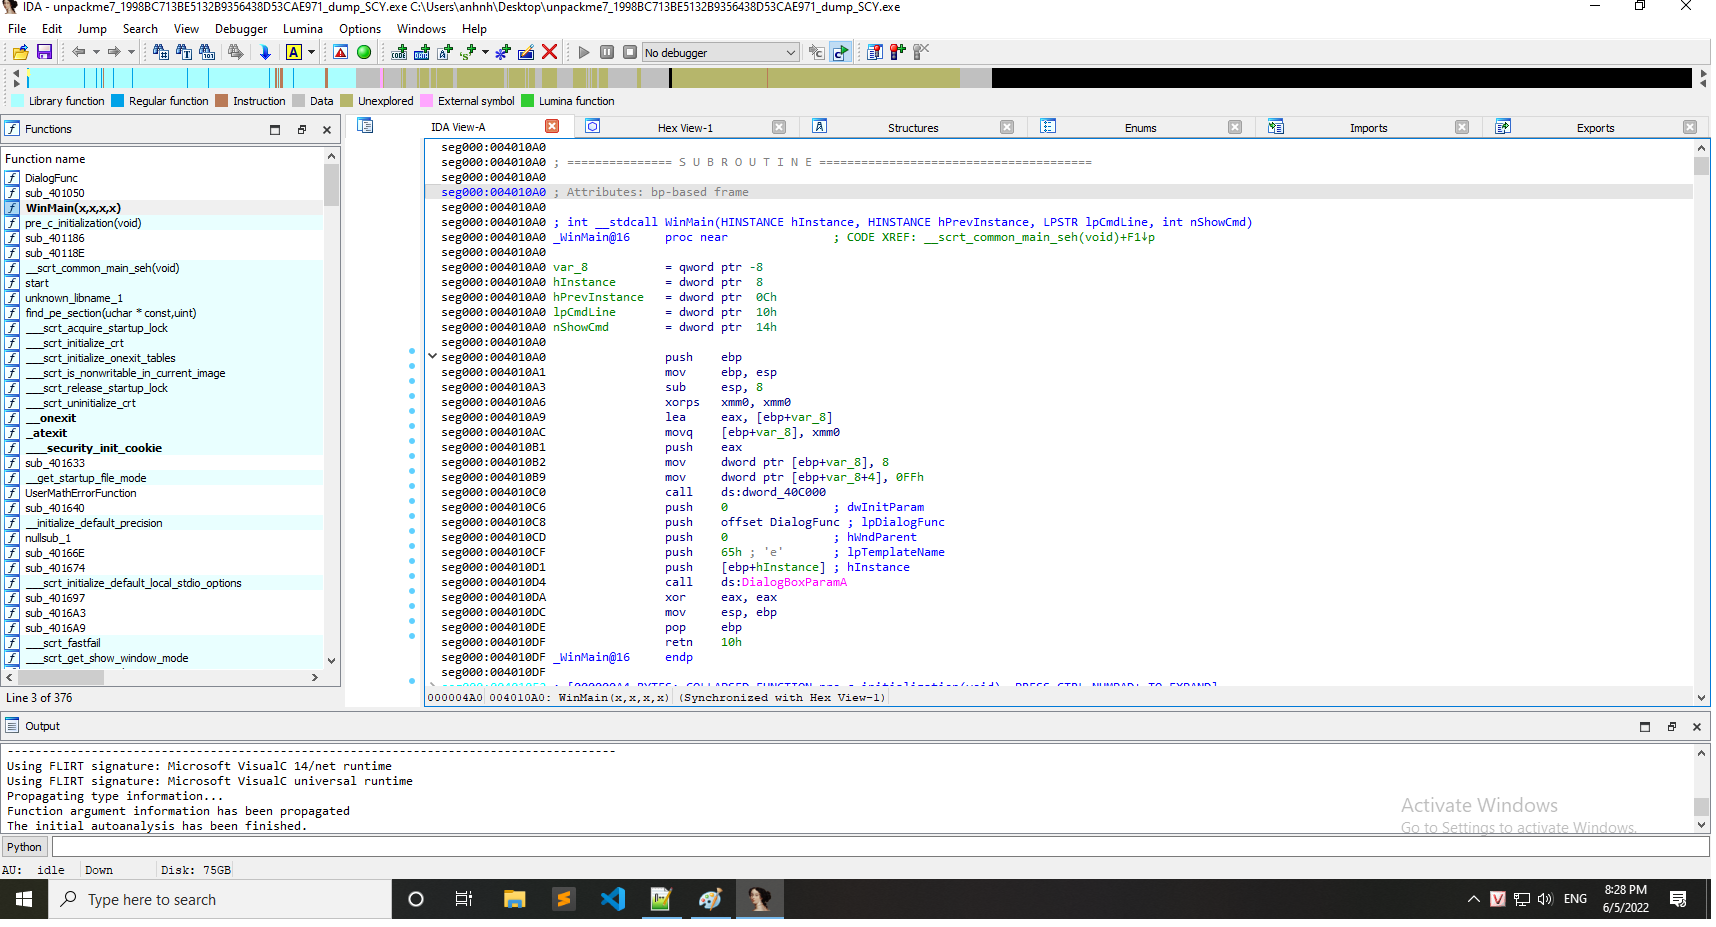 IDA - unpackme7_1998BC713BE5132B9356438D53CAE971_dump_SCY.exe C:\Users\anhnh\Desktop\unpackme7_1998BC713BE5132B9356438D53CAE971_dump_SCY.exe
File Edit Jump Search View Debugger Lumina Options Windows Help
No debugger
Library function Regular function Instruction Data Unexplored External symbol Lumina function
Functions
Function name
DialogFunc
sub_401050
WinMain(x,x,x,x)
pre_c_initialization(void)
sub_401186
sub_40118E
__scrt_common_main_seh(void)
start
unknown_libname_1
find_pe_section(uchar * const,uint)
___scrt_acquire_startup_lock
___scrt_initialize_crt
___scrt_initialize_onexit_tables
___scrt_is_nonwritable_in_current_image
___scrt_release_startup_lock
___scrt_uninitialize_crt
__onexit
_atexit
___security_init_cookie
sub_401633
__get_startup_file_mode
UserMathErrorFunction
sub_401640
__initialize_default_precision
nullsub_1
sub_40166E
sub_401674
___scrt_initialize_default_local_stdio_options
sub_401697
sub_4016A3
sub_4016A9
___scrt_fastfail
___scrt_get_show_window_mode
Line 3 of 376
IDA View-A Hex View-1 Structures Enums Imports Exports
seg000:004010A0
seg000:004010A0 ; =============== S U B R O U T I N E =======================================
seg000:004010A0
seg000:004010A0 ; Attributes: bp-based frame
seg000:004010A0
seg000:004010A0 ; int __stdcall WinMain(HINSTANCE hInstance, HINSTANCE hPrevInstance, LPSTR lpCmdLine, int nShowCmd)
seg000:004010A0 _WinMain@16 proc near ; CODE XREF: __scrt_common_main_seh(void)+F1↓p
seg000:004010A0
seg000:004010A0 var_8 = qword ptr -8
seg000:004010A0 hInstance = dword ptr 8
seg000:004010A0 hPrevInstance = dword ptr 0Ch
seg000:004010A0 lpCmdLine = dword ptr 10h
seg000:004010A0 nShowCmd = dword ptr 14h
seg000:004010A0
seg000:004010A0 push ebp
seg000:004010A1 mov ebp, esp
seg000:004010A3 sub esp, 8
seg000:004010A6 xorps xmm0, xmm0
seg000:004010A9 lea eax, [ebp+var_8]
seg000:004010AC movq [ebp+var_8], xmm0
seg000:004010B1 push eax
seg000:004010B2 mov dword ptr [ebp+var_8], 8
seg000:004010B9 mov dword ptr [ebp+var_8+4], 0FFh
seg000:004010C0 call ds:dword_40C000
seg000:004010C6 push 0 ; dwInitParam
seg000:004010C8 push offset DialogFunc ; lpDialogFunc
seg000:004010CD push 0 ; hWndParent
seg000:004010CF push 65h ; 'e' ; lpTemplateName
seg000:004010D1 push [ebp+hInstance] ; hInstance
seg000:004010D4 call ds:DialogBoxParamA
seg000:004010DA xor eax, eax
seg000:004010DC mov esp, ebp
seg000:004010DE pop ebp
seg000:004010DF retn 10h
seg000:004010DF _WinMain@16 endp
seg000:004010DF
000004A0 004010A0: WinMain(x,x,x,x) (Synchronized with Hex View-1)
Output
Using FLIRT signature: Microsoft VisualC 14/net runtime
Using FLIRT signature: Microsoft VisualC universal runtime
Propagating type information...
Function argument information has been propagated
The initial autoanalysis has been finished.
Activate Windows
Go to Settings to activate Windows.
Python
AU: idle Down Disk: 75GB
Type here to search
ENG
8:28 PM
6/5/2022